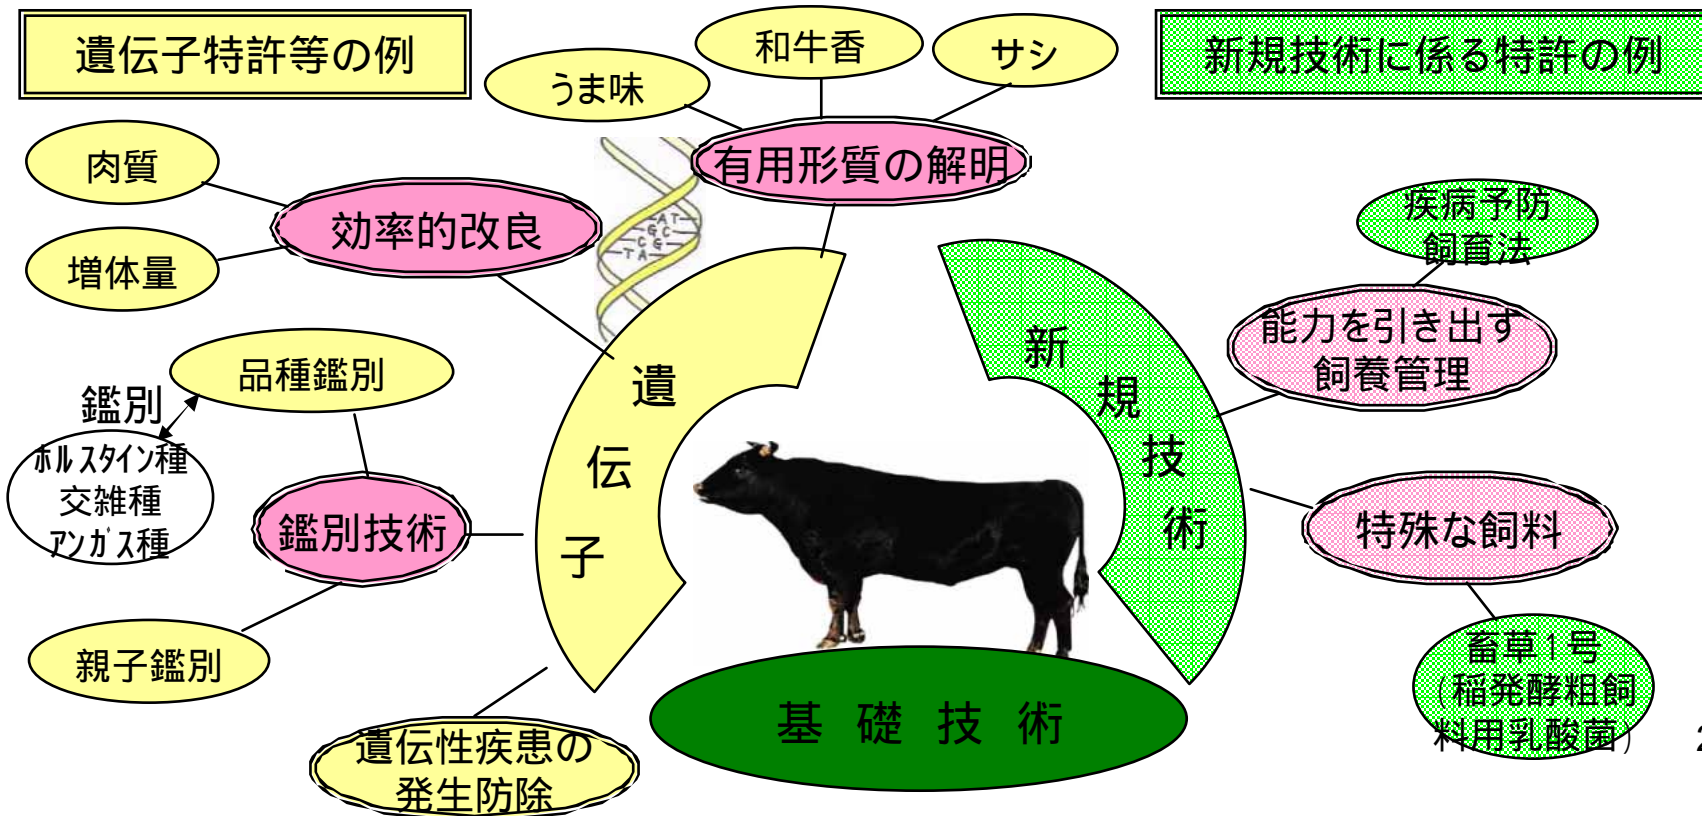 遺伝子特許等の例
新規技術に係る特許の例
うま味
和牛香
サシ
有用形質の解明
肉質
増体量
効率的改良
A T
G C
C G
T A
品種鑑別
鑑別
ホルスタイン種
交雑種
アンガス種
鑑別技術
親子鑑別
遺伝性疾患の
発生防除
遺伝子
新規技術
疾病予防
飼育法
能力を引き出す
飼養管理
特殊な飼料
畜草1号
(稲発酵粗飼
料用乳酸菌)
基礎技術
2